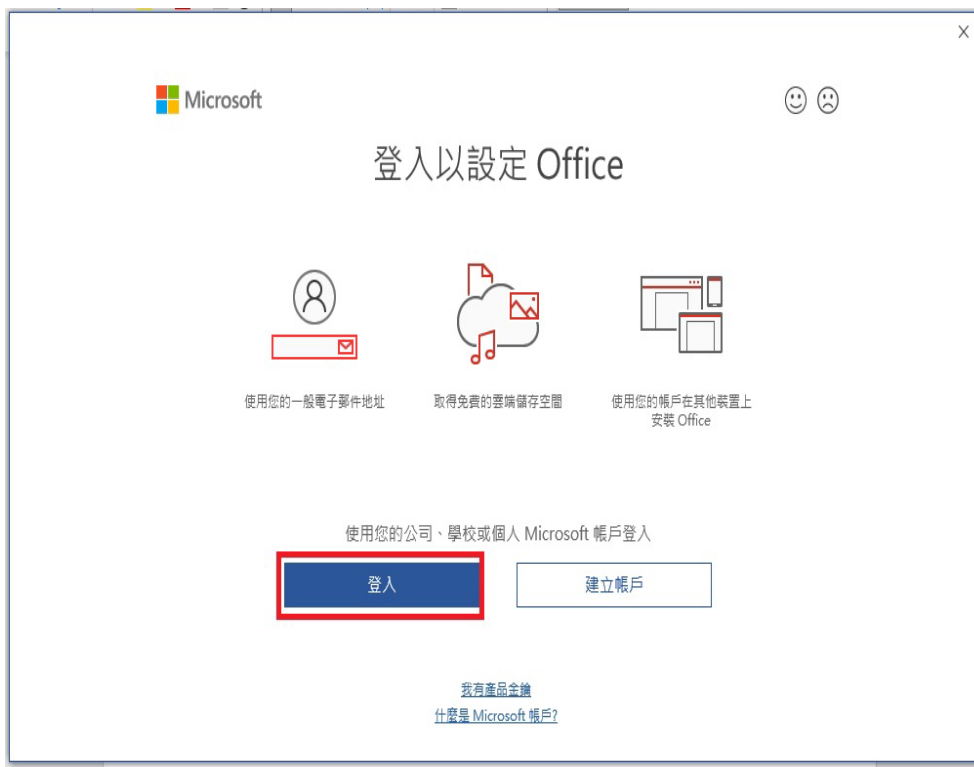 Microsoft
登入以設定 Office
使用您的一般電子郵件地址
取得免費的雲端儲存空間
使用您的帳戶在其他裝置上
安裝 Office
使用您的公司、學校或個人 Microsoft 帳戶登入
登入
建立帳戶
我有產品金鑰
什麼是 Microsoft 帳戶?